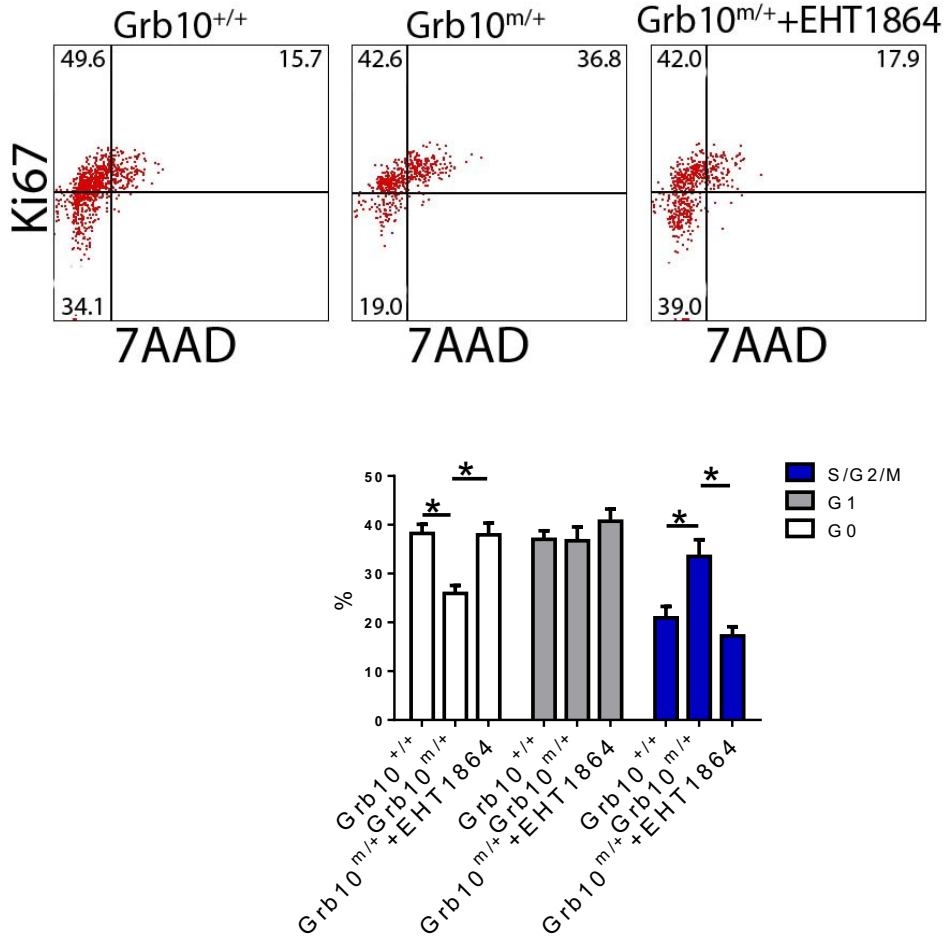 Grb10+/+ Grb10m/+ Grb10m/++EHT1864
49.6 15.7 42.6 36.8 42.0 17.9
Ki67
34.1 19.0 39.0
7AAD 7AAD 7AAD
* * * *
S/G2/M
G1
G0
%
50
40
30
20
10
0
Grb10+/+
Grb10m/+
Grb10m/++EHT1864
Grb10+/+
Grb10m/+
Grb10m/++EHT1864
Grb10+/+
Grb10m/+
Grb10m/++EHT1864